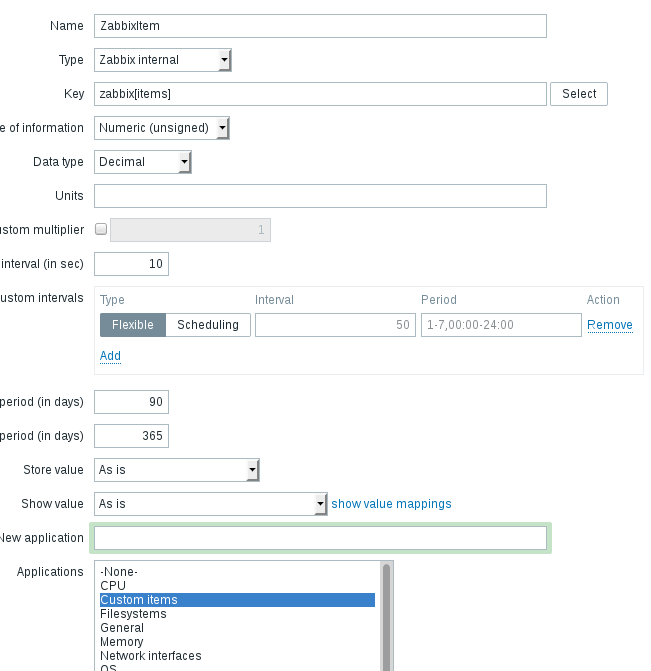 Name ZabbixItem
Type Zabbix internal
Key zabbix[items] Select
e of information Numeric (unsigned)
Data type Decimal
Units
ustom multiplier 1
interval (in sec) 10
ustom intervals Type Interval Period Action
Flexible Scheduling 50 1-7,00:00-24:00 Remove
Add
period (in days) 90
period (in days) 365
Store value As is
Show value As is show value mappings
New application
Applications -None-
CPU
Custom items
Filesystems
General
Memory
Network interfaces
OS